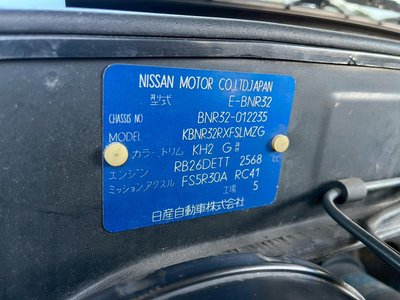 NISSAN MOTOR CO.,LTD.JAPAN
型式 E-BNR32
CHASSIS NO BNR32-012235
MODEL KBNR32RXFSLMZG
カラー,トリム KH2 G
エンジン RB26DETT 2568 cc
ミッション,アクスル FS5R30A RC41
工場 5
日産自動車株式会社